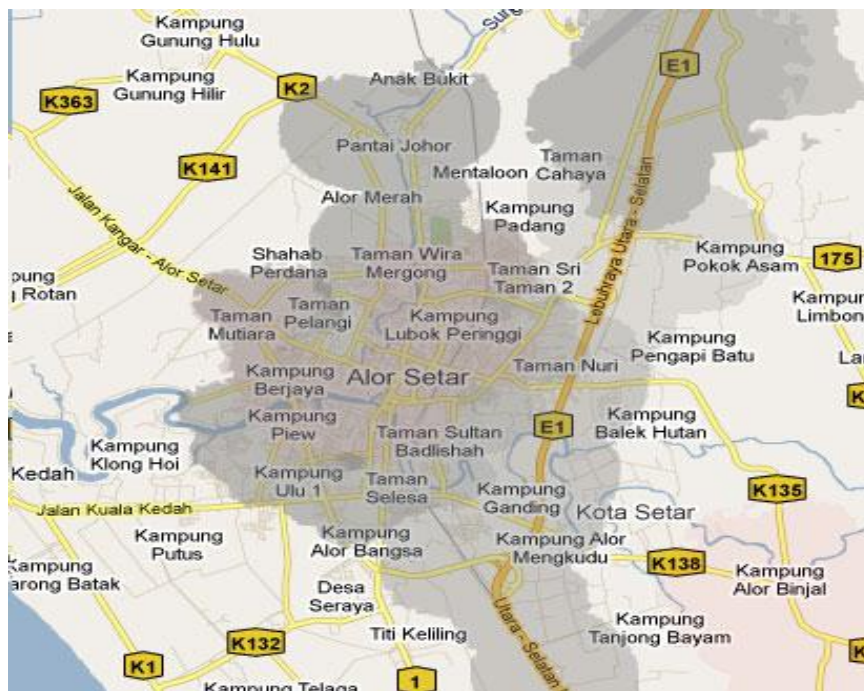 Kampung
Gunung Hulu
Kampung
Gunung Hilir
K363
K2
Anak Bukit
E1
K141
Pantai Johor
Mentaloon
Taman
Cahaya
Alor Merah
Kampung
Padang
Jalan Kangar - Alor Setar
Lebuhraya Utara - Selatan
Shahab
Perdana
Taman Wira
Mergong
Taman Sri
Taman 2
Kampung
Pokok Asam
175
Rotan
Taman
Mutiara
Taman
Pelangi
Kampung
Lubok Peringgi
Kampung
Pengapi Batu
Taman Nuri
Kampung
Berjaya
Alor Setar
Kampung
Piew
Taman Sultan
Badlishah
E1
Kampung
Balek Hutan
Kampung
Klong Hoi
Kedah
Kampung
Ulu 1
Taman
Selesa
Kampung
Ganding
Kota Setar
K135
Jalan Kuala Kedah
Kampung
Putus
Kampung
Alor Bangsa
Kampung Alor
Mengkudu
K138
Kampung
Alor Binjal
Batak
Desa
Seraya
Kampung
Tanjong Bayam
Titi Keliling
K132
K1
1
Utara - Selatan
Kampung Telaga